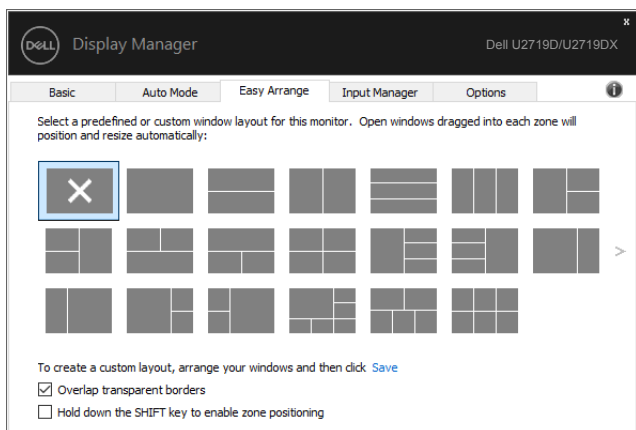 x
DELL Display Manager Dell U2719D/U2719DX
Basic Auto Mode Easy Arrange Input Manager Options
Select a predefined or custom window layout for this monitor. Open windows dragged into each zone will
position and resize automatically:
>
To create a custom layout, arrange your windows and then click Save
Overlap transparent borders
Hold down the SHIFT key to enable zone positioning